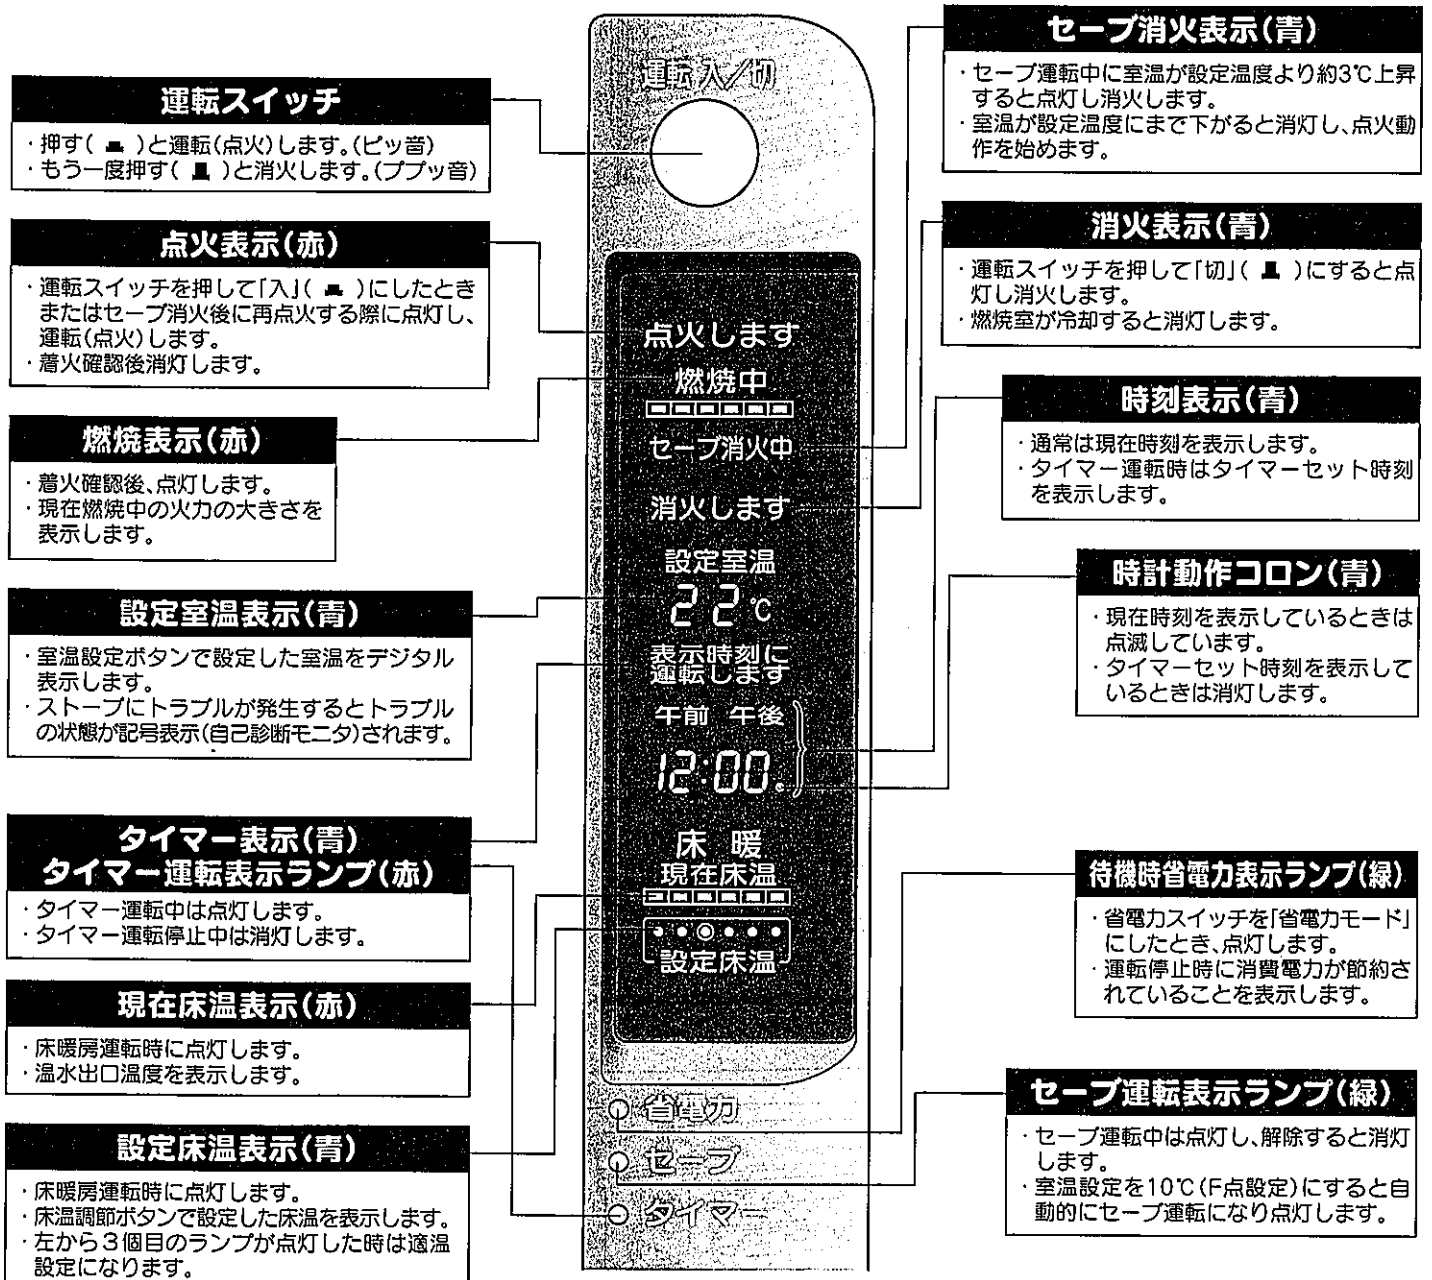 運転スイッチ
・押す( )と運転(点火)します。(ピッ音)
・もう一度押す( )と消火します。(ププッ音)
点火表示(赤)
・運転スイッチを押して「入」( )にしたとき
またはセーブ消火後に再点火する際に点灯し、
運転(点火)します。
・着火確認後消灯します。
燃焼表示(赤)
・着火確認後、点灯します。
・現在燃焼中の火力の大きさを
表示します。
設定室温表示(青)
・室温設定ボタンで設定した室温をデジタル
表示します。
・ストーブにトラブルが発生するとトラブル
の状態が記号表示(自己診断モニタ)されます。
タイマー表示(青)
タイマー運転表示ランプ(赤)
・タイマー運転中は点灯します。
・タイマー運転停止中は消灯します。
現在床温表示(赤)
・床暖房運転時に点灯します。
・温水出口温度を表示します。
設定床温表示(青)
・床暖房運転時に点灯します。
・床温調節ボタンで設定した床温を表示します。
・左から3個目のランプが点灯した時は適温
設定になります。
運転 入/切
点火します
燃焼中
セーブ消火中
消火します
設定室温
22℃
表示時刻に
運転します
午前 午後
12:00.
床 暖
現在床温
設定床温
省電力
セーブ
タイマー
セーブ消火表示(青)
・セーブ運転中に室温が設定温度より約3℃上昇
すると点灯し消火します。
・室温が設定温度にまで下がると消灯し、点火動
作を始めます。
消火表示(青)
・運転スイッチを押して「切」( )にすると点
灯し消火します。
・燃焼室が冷却すると消灯します。
時刻表示(青)
・通常は現在時刻を表示します。
・タイマー運転時はタイマーセット時刻
を表示します。
時計動作コロン(青)
・現在時刻を表示しているときは
点滅しています。
・タイマーセット時刻を表示して
いるときは消灯します。
待機時省電力表示ランプ(緑)
・省電力スイッチを「省電力モード」
にしたとき、点灯します。
・運転停止時に消費電力が節約さ
れていることを表示します。
セーブ運転表示ランプ(緑)
・セーブ運転中は点灯し、解除すると消灯
します。
・室温設定を10℃(F点設定)にすると自
動的にセーブ運転になり点灯します。